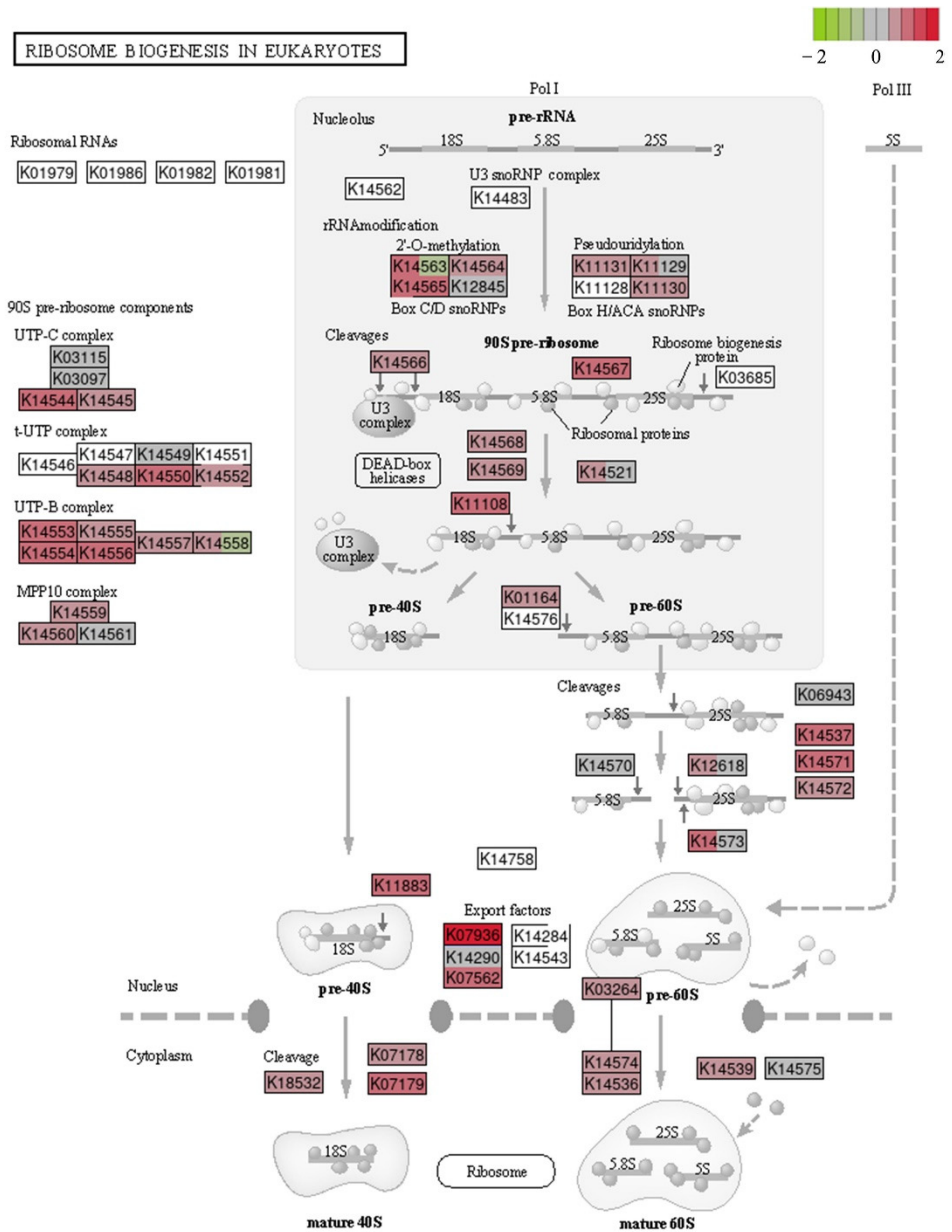 RIBOSOME BIOGENESIS IN EUKARYOTES
−2 0 2
Pol I
Pol III
Nucleolus
pre-rRNA
5' 18S 5.8S 25S 3'
5S
Ribosomal RNAs
K01979 K01986 K01982 K01981
K14562
U3 snoRNP complex
K14483
rRNAmodification
2'-O-methylation
K14563 K14564
K14565 K12845
Box C/D snoRNPs
Pseudouridylation
K11131 K11129
K11128 K11130
Box H/ACA snoRNPs
90S pre-ribosome components
UTP-C complex
K03115
K03097
K14544 K14545
t-UTP complex
K14546
K14547 K14549 K14551
K14548 K14550 K14552
UTP-B complex
K14553 K14555
K14554 K14556
K14557 K14558
MPP10 complex
K14559
K14560 K14561
Cleavages
K14566
90S pre-ribosome
K14567
Ribosome biogenesis
protein
K03685
U3
complex
18S 5.8S 25S
Ribosomal proteins
K14568
K14569
DEAD-box
helicases
K14521
K11108
U3
complex
18S 5.8S 25S
pre-40S
18S
K01164
K14576
pre-60S
5.8S 25S
Cleavages
K06943
5.8S 25S
K14537
K14571
K14572
K14570
K12618
5.8S 25S
K14573
K14758
K11883
18S
pre-40S
Export factors
K07936 K14284
K14290 K14543
K07562
25S
5.8S 5S
K03264
pre-60S
Nucleus
Cytoplasm
Cleavage
K18532
K07178
K07179
K14574
K14536
K14539
K14575
18S
mature 40S
Ribosome
25S
5.8S 5S
mature 60S